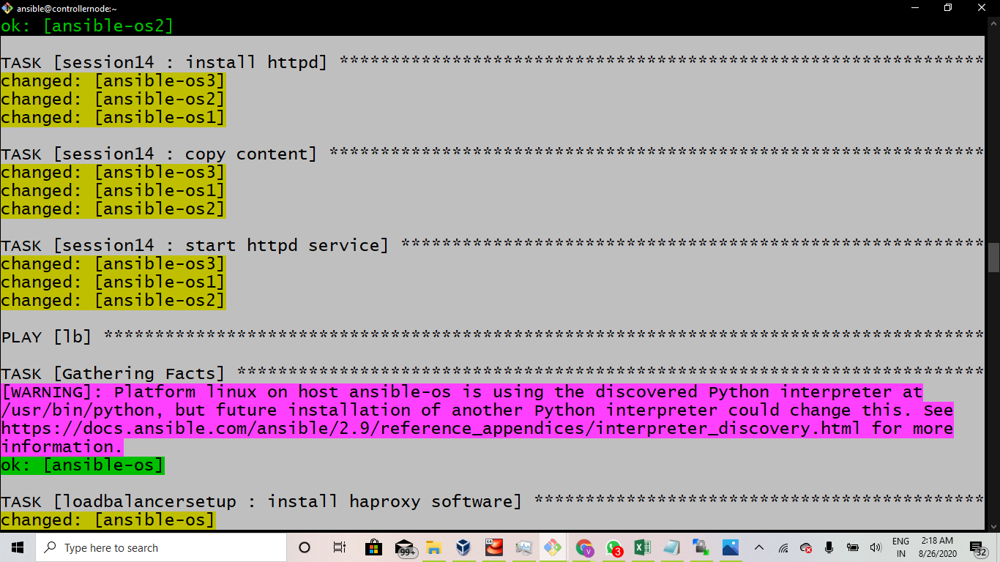 ansible@controllernode:~
ok: [ansible-os2]
TASK [session14 : install httpd] ***************************************************************
changed: [ansible-os3]
changed: [ansible-os2]
changed: [ansible-os1]
TASK [session14 : copy content] ****************************************************************
changed: [ansible-os3]
changed: [ansible-os1]
changed: [ansible-os2]
TASK [session14 : start httpd service] *********************************************************
changed: [ansible-os3]
changed: [ansible-os1]
changed: [ansible-os2]
PLAY [lb] **************************************************************************************
TASK [Gathering Facts] *************************************************************************
[WARNING]: Platform linux on host ansible-os is using the discovered Python interpreter at
/usr/bin/python, but future installation of another Python interpreter could change this. See
https://docs.ansible.com/ansible/2.9/reference_appendices/interpreter_discovery.html for more
information.
ok: [ansible-os]
TASK [loadbalancersetup : install haproxy software] ********************************************
changed: [ansible-os]
Type here to search
99+
64
V
3
ENG
IN
2:18 AM
8/26/2020
32